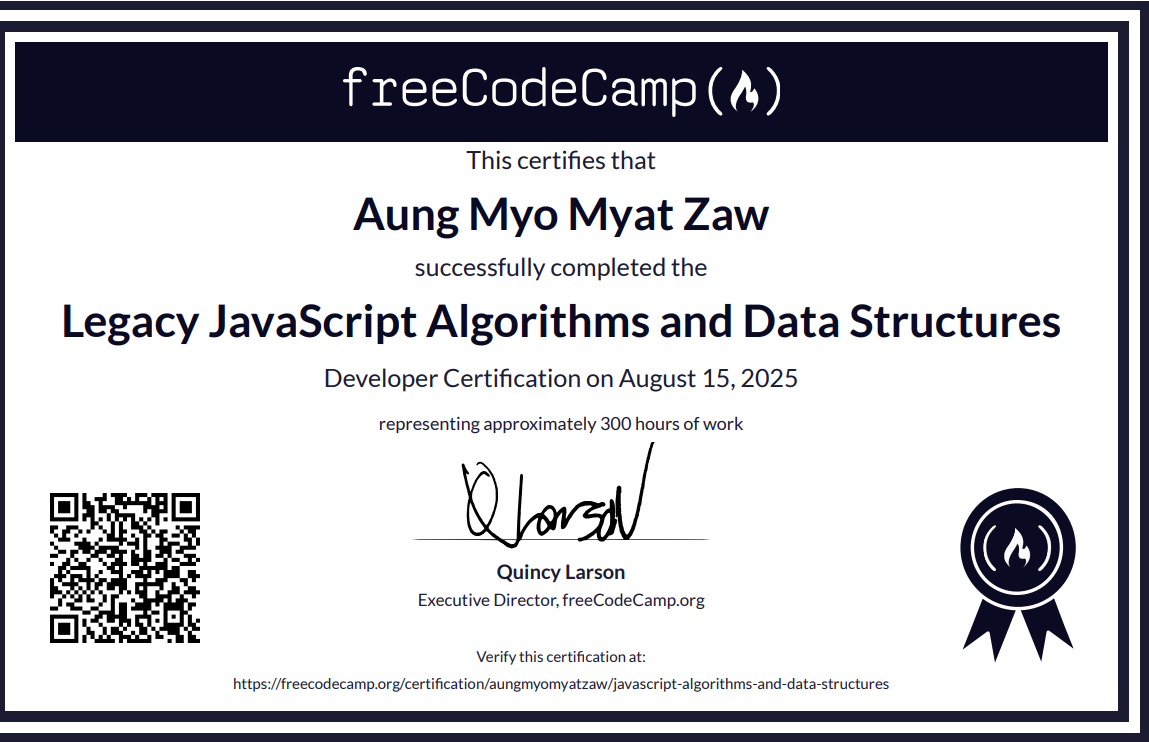 freeCodeCamp
This certifies that
Aung Myo Myat Zaw
successfully completed the
Legacy JavaScript Algorithms and Data Structures
Developer Certification on August 15, 2025
representing approximately 300 hours of work
Q Larson
Quincy Larson
Executive Director, freeCodeCamp.org
Verify this certification at:
https://freecodecamp.org/certification/aungmyomyatzaw/javascript-algorithms-and-data-structures